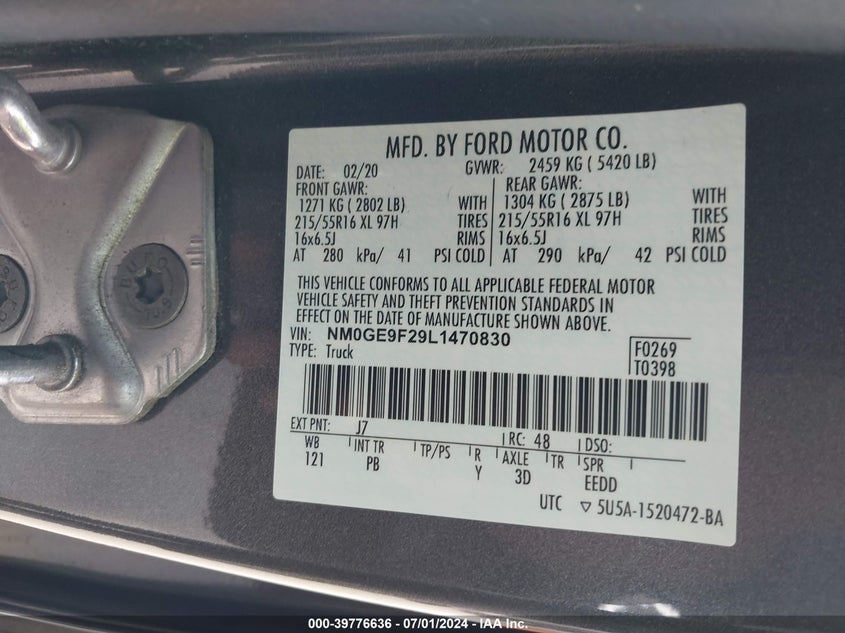 MFD. BY FORD MOTOR CO.
DATE: 02/20 GVWR: 2459 KG ( 5420 LB)
FRONT GAWR: REAR GAWR:
1271 KG ( 2802 LB) WITH 1304 KG ( 2875 LB) WITH
215/55R16 XL 97H TIRES 215/55R16 XL 97H TIRES
16x6.5J RIMS 16x6.5J RIMS
AT 280 kPa/ 41 PSI COLD AT 290 kPa/ 42 PSI COLD
THIS VEHICLE CONFORMS TO ALL APPLICABLE FEDERAL MOTOR
VEHICLE SAFETY AND THEFT PREVENTION STANDARDS IN
EFFECT ON THE DATE OF MANUFACTURE SHOWN ABOVE.
VIN: NM0GE9F29L1470830
TYPE: Truck
F0269
T0398
EXT PNT: J7 RC: 48 DSO:
WB INT TR TP/PS R AXLE TR SPR
121 PB Y 3D EEDD
UTC ▽ 5U5A-1520472-BA
000-39776636 - 07/01/2024 - IAA Inc.